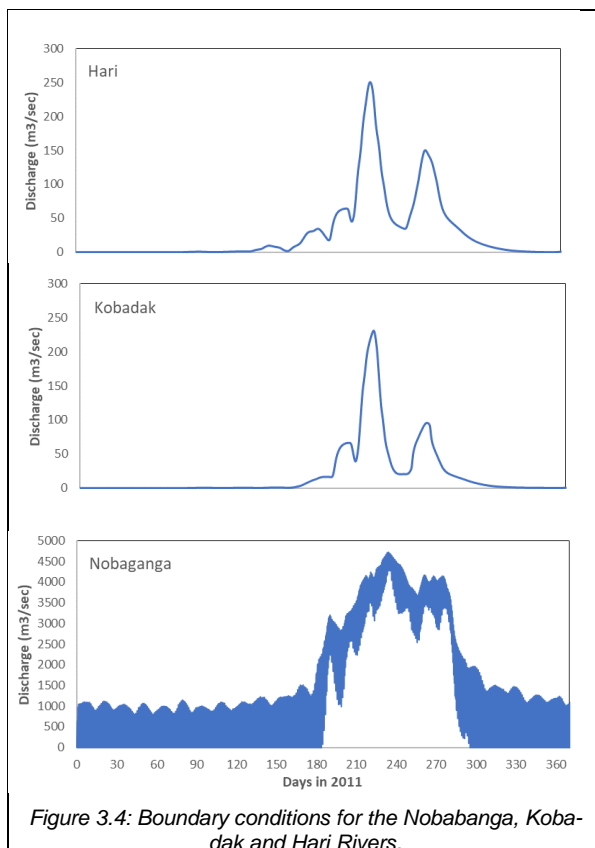 Hari
Discharge (m3/sec)
300
250
200
150
100
50
0
Kobadak
Discharge (m3/sec)
300
250
200
150
100
50
0
Nobaganga
Discharge (m3/sec)
5000
4500
4000
3500
3000
2500
2000
1500
1000
500
0
0 30 60 90 120 150 180 210 240 270 300 330 360
Days in 2011
Figure 3.4: Boundary conditions for the Nobabanga, Koba-
dak and Hari Rivers.